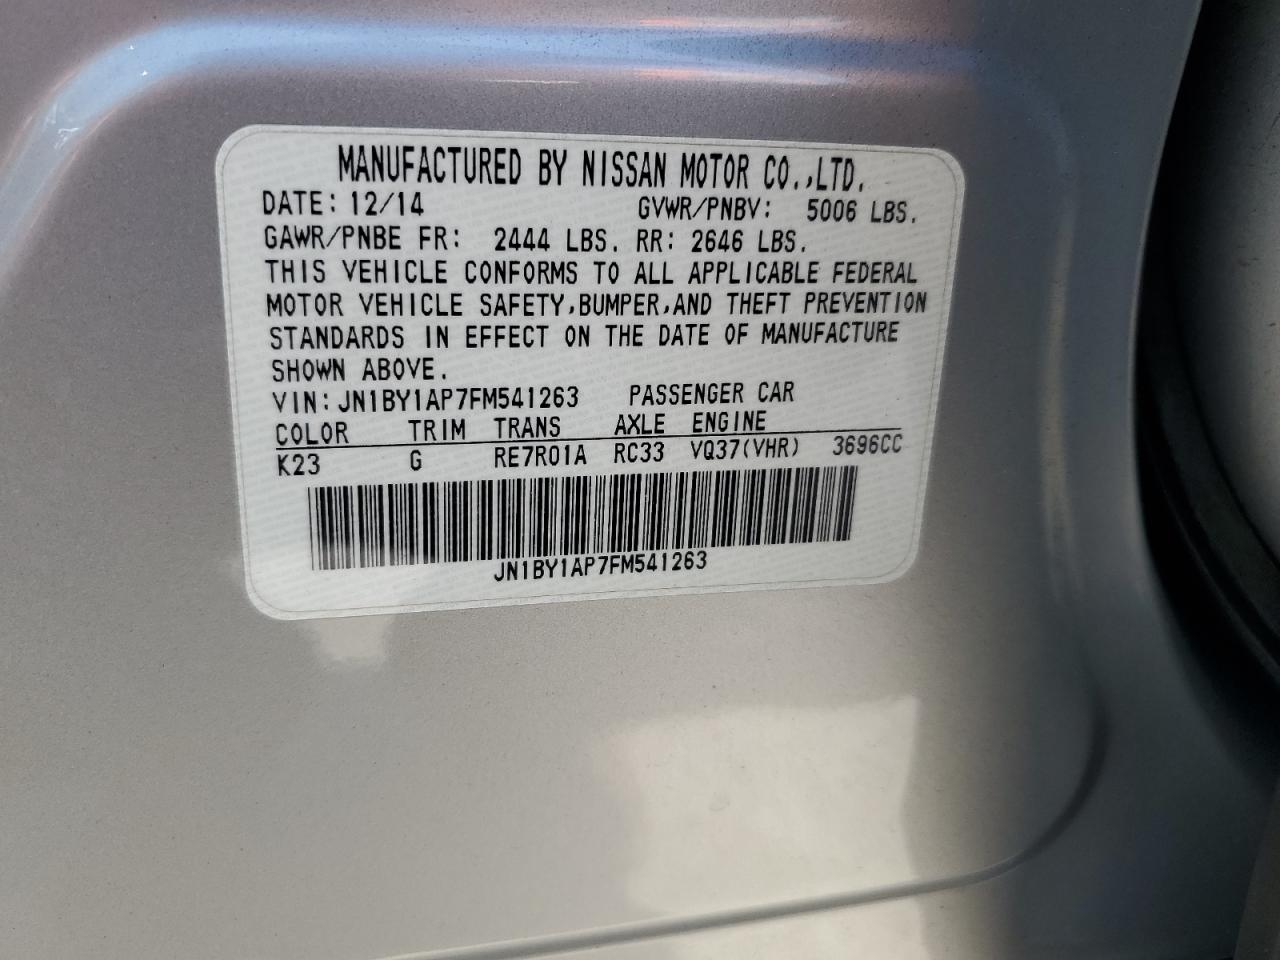 MANUFACTURED BY NISSAN MOTOR CO.,LTD.
DATE: 12/14 GVWR/PNBV: 5006 LBS.
GAWR/PNBE FR: 2444 LBS. RR: 2646 LBS.
THIS VEHICLE CONFORMS TO ALL APPLICABLE FEDERAL
MOTOR VEHICLE SAFETY,BUMPER,AND THEFT PREVENTION
STANDARDS IN EFFECT ON THE DATE OF MANUFACTURE
SHOWN ABOVE.
VIN: JN1BY1AP7FM541263 PASSENGER CAR
COLOR TRIM TRANS AXLE ENGINE
K23 G RE7R01A RC33 VQ37(VHR) 3696CC
JN1BY1AP7FM541263